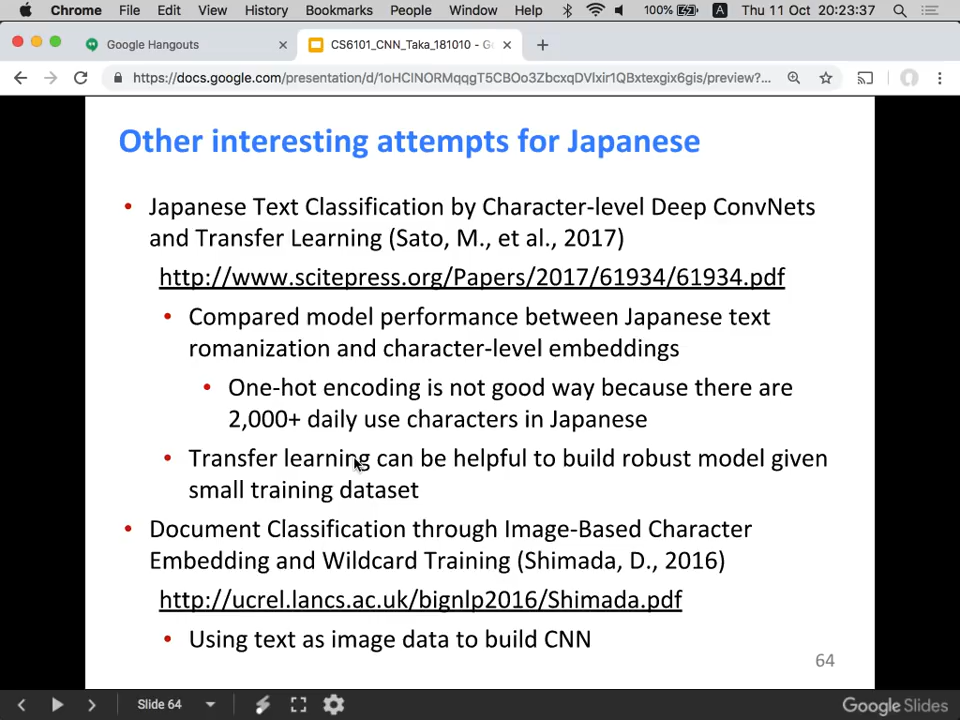 Chrome File Edit View History Bookmarks People Window Help 100% A Thu 11 Oct 20:23:37
Google Hangouts CS6101_CNN_Taka_181010 - Go
https://docs.google.com/presentation/d/1oHClNORMqqgT5CBOo3ZbcxqDVlxir1QBxtexgix6gis/preview?...
Other interesting attempts for Japanese
• Japanese Text Classification by Character-level Deep ConvNets
and Transfer Learning (Sato, M., et al., 2017)
http://www.scitepress.org/Papers/2017/61934/61934.pdf
• Compared model performance between Japanese text
romanization and character-level embeddings
• One-hot encoding is not good way because there are
2,000+ daily use characters in Japanese
• Transfer learning can be helpful to build robust model given
small training dataset
• Document Classification through Image-Based Character
Embedding and Wildcard Training (Shimada, D., 2016)
http://ucrel.lancs.ac.uk/bignlp2016/Shimada.pdf
• Using text as image data to build CNN
64
Slide 64 Google Slides